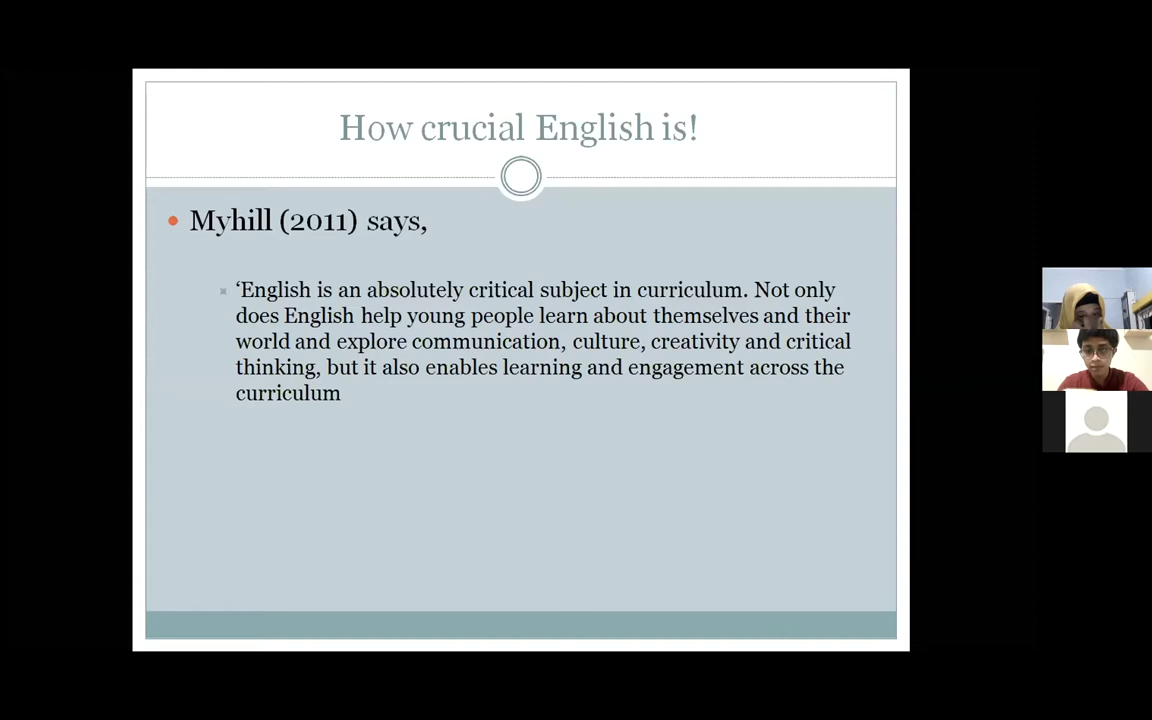 How crucial English is!
Myhill (2011) says,
‘English is an absolutely critical subject in curriculum. Not only
does English help young people learn about themselves and their
world and explore communication, culture, creativity and critical
thinking, but it also enables learning and engagement across the
curriculum